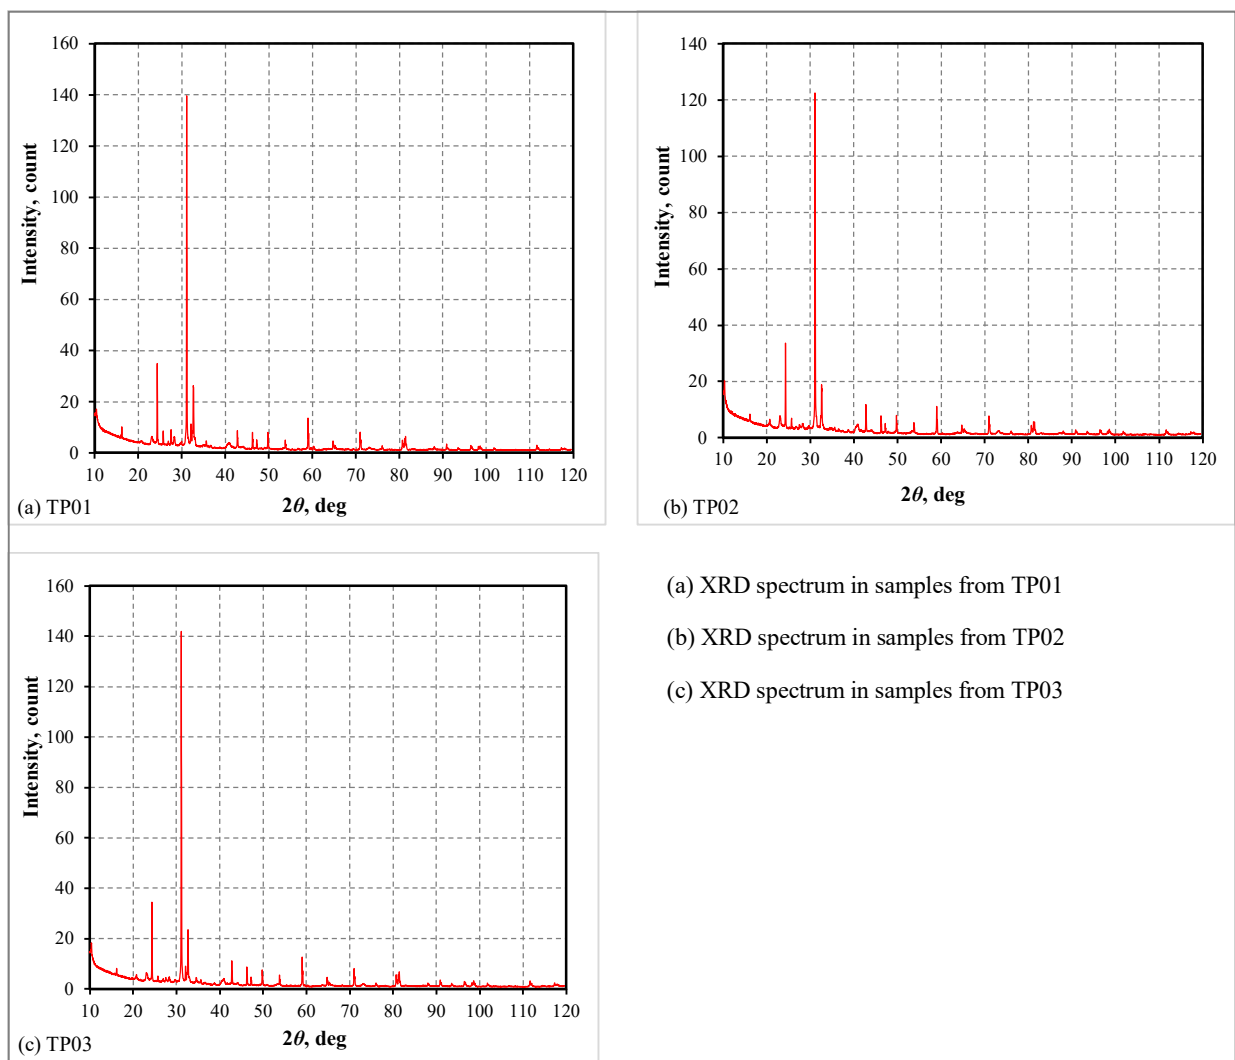 160
140
120
100
80
60
40
20
0
Intensity, count
10 20 30 40 50 60 70 80 90 100 110 120
2θ, deg
(a) TP01
140
120
100
80
60
40
20
0
Intensity, count
10 20 30 40 50 60 70 80 90 100 110 120
2θ, deg
(b) TP02
160
140
120
100
80
60
40
20
0
Intensity, count
10 20 30 40 50 60 70 80 90 100 110 120
2θ, deg
(c) TP03
(a) XRD spectrum in samples from TP01
(b) XRD spectrum in samples from TP02
(c) XRD spectrum in samples from TP03